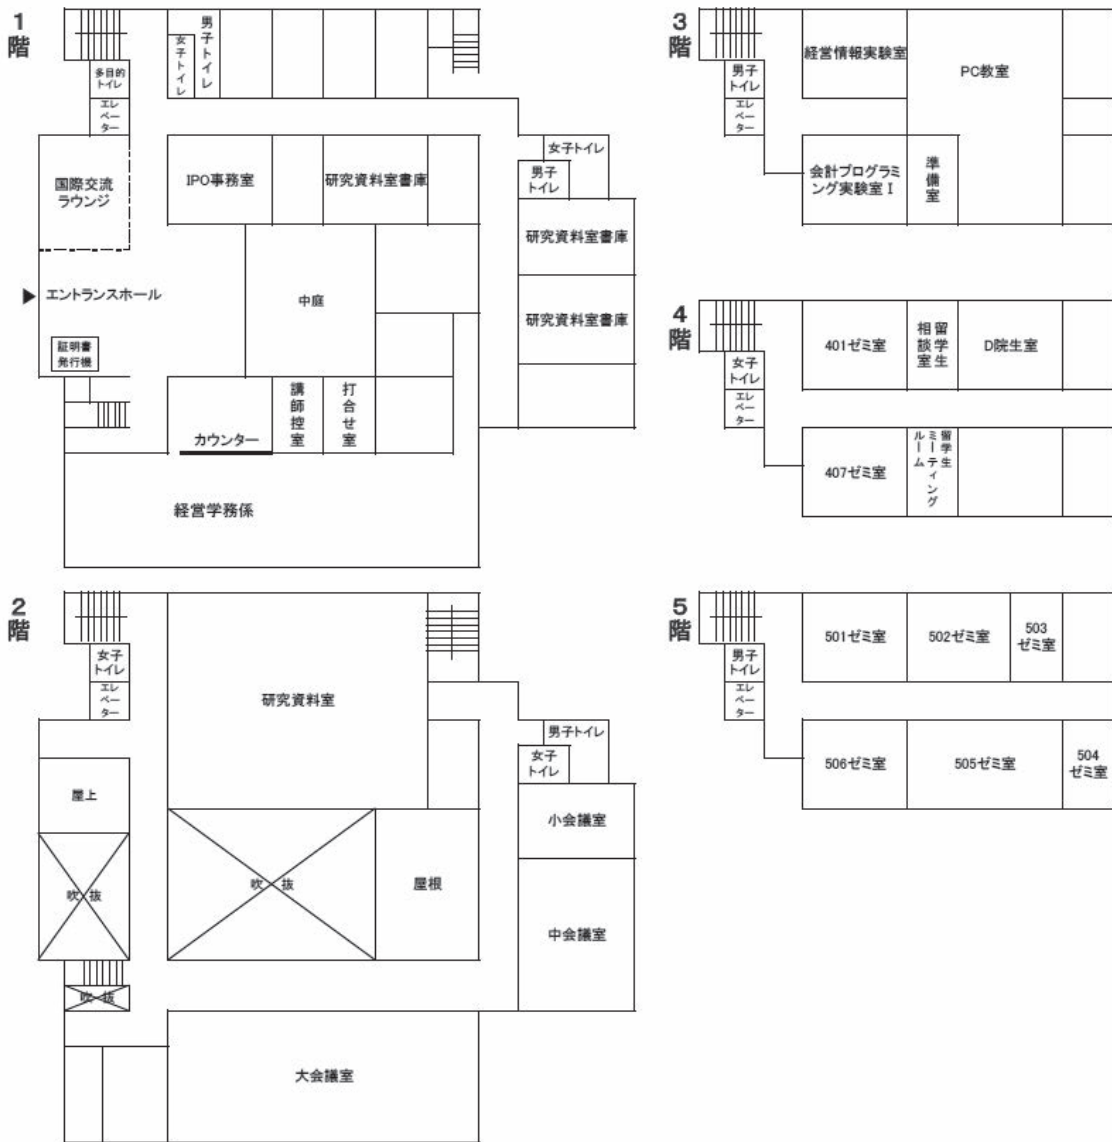 1
階
男子トイレ
女子トイレ
多目的
トイレ
エレ
ベー
ター
国際交流
ラウンジ
IPO事務室
研究資料室書庫
女子トイレ
男子
トイレ
研究資料室書庫
研究資料室書庫
エントランスホール
中庭
証明書
発行機
カウンター
講師控室
打合せ室
経営学務係
2
階
女子
トイレ
エレ
ベー
ター
研究資料室
男子トイレ
女子
トイレ
屋上
吹抜
吹抜
屋根
小会議室
中会議室
吹抜
大会議室
3
階
男子
トイレ
エレ
ベー
ター
経営情報実験室
PC教室
会計プログラミ
ング実験室Ⅰ
準備室
4
階
女子
トイレ
エレ
ベー
ター
401ゼミ室
留学生
相談室
D院生室
407ゼミ室
留学生
ミーティング
ルーム
5
階
男子
トイレ
エレ
ベー
ター
501ゼミ室
502ゼミ室
503
ゼミ室
506ゼミ室
505ゼミ室
504
ゼミ室